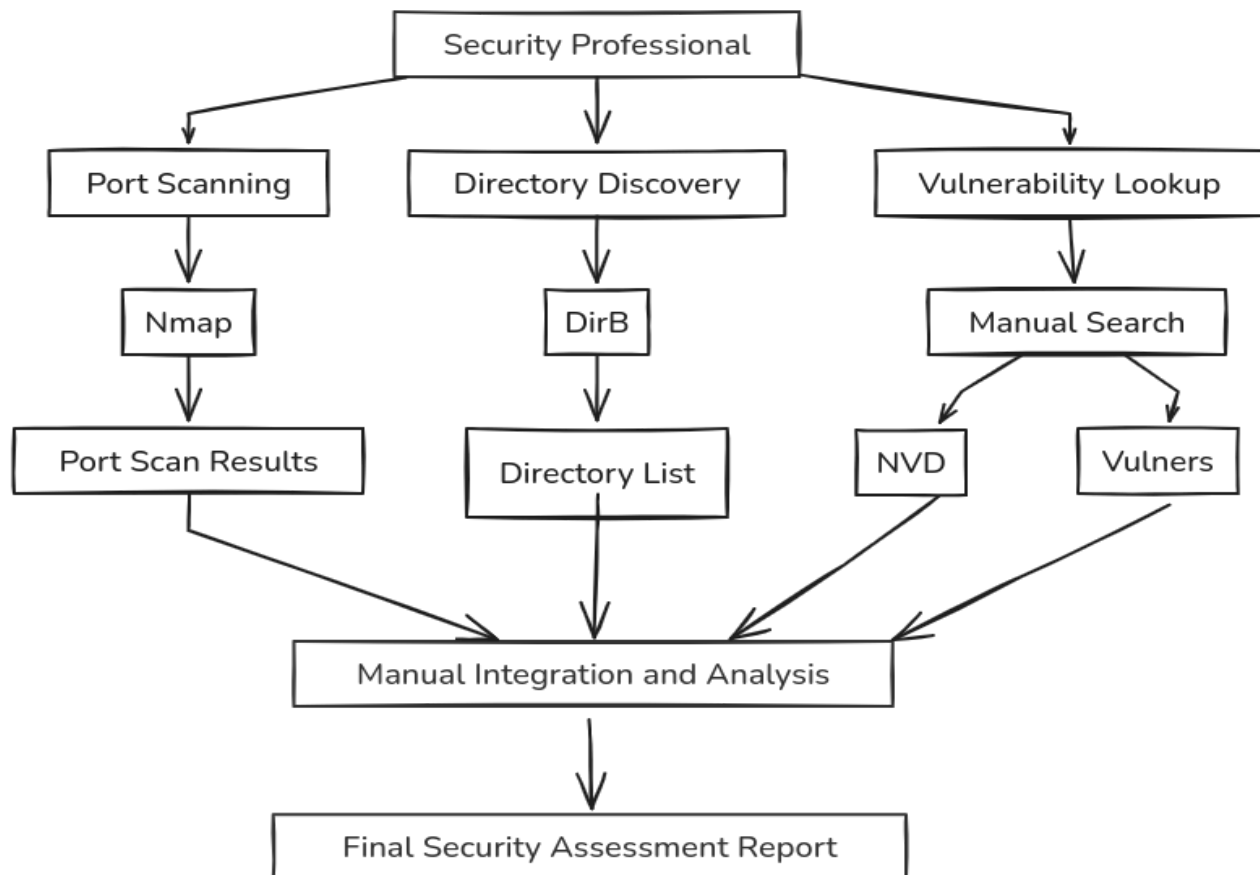 Security Professional
Port Scanning
Directory Discovery
Vulnerability Lookup
Nmap
DirB
Manual Search
Port Scan Results
Directory List
NVD
Vulners
Manual Integration and Analysis
Final Security Assessment Report